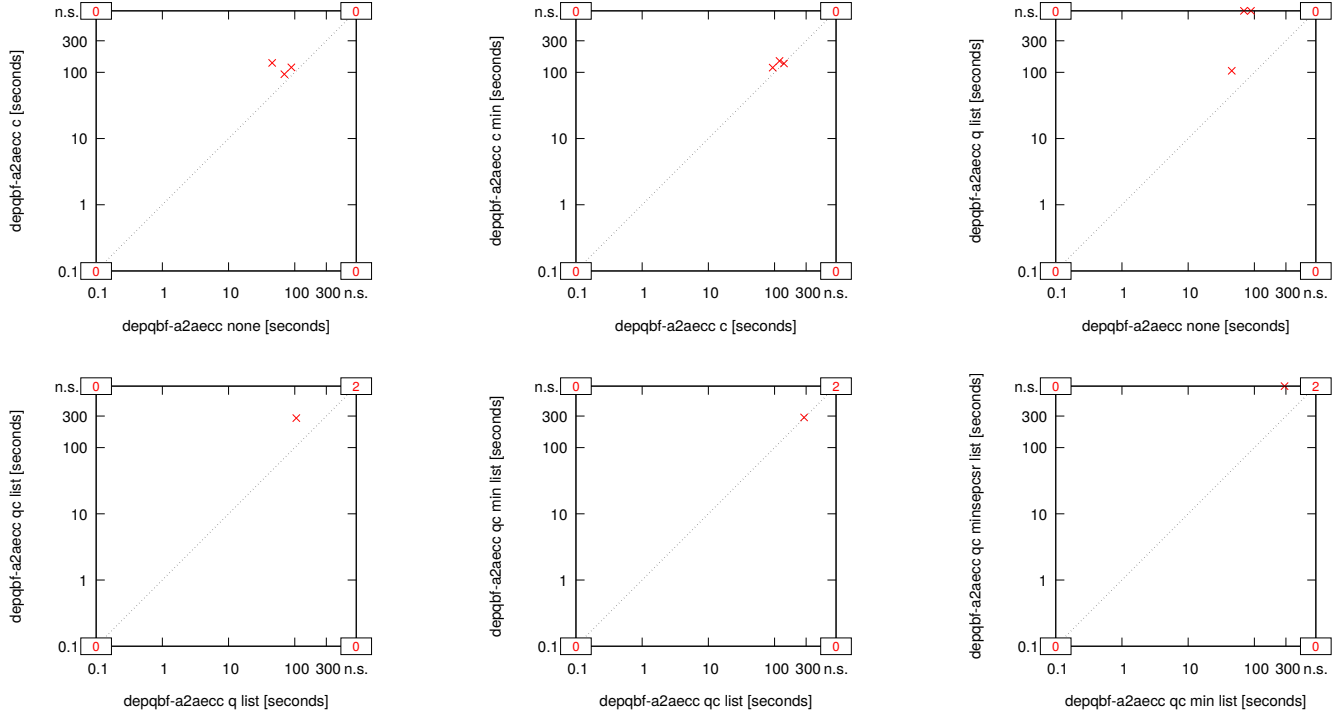 n.s. 0 0
300
100
10
1
0.1 0 0
0.1 1 10 100 300 n.s.
depqbf-a2aecc c [seconds]
depqbf-a2aecc none [seconds]
n.s. 0 0
300
100
10
1
0.1 0 0
0.1 1 10 100 300 n.s.
depqbf-a2aecc c min [seconds]
depqbf-a2aecc c [seconds]
n.s. 0 0
300
100
10
1
0.1 0 0
0.1 1 10 100 300 n.s.
depqbf-a2aecc q list [seconds]
depqbf-a2aecc none [seconds]
n.s. 0 2
300
100
10
1
0.1 0 0
0.1 1 10 100 300 n.s.
depqbf-a2aecc qc list [seconds]
depqbf-a2aecc q list [seconds]
n.s. 0 2
300
100
10
1
0.1 0 0
0.1 1 10 100 300 n.s.
depqbf-a2aecc qc min list [seconds]
depqbf-a2aecc qc list [seconds]
n.s. 0 2
300
100
10
1
0.1 0 0
0.1 1 10 100 300 n.s.
depqbf-a2aecc qc minsepcsr list [seconds]
depqbf-a2aecc qc min list [seconds]